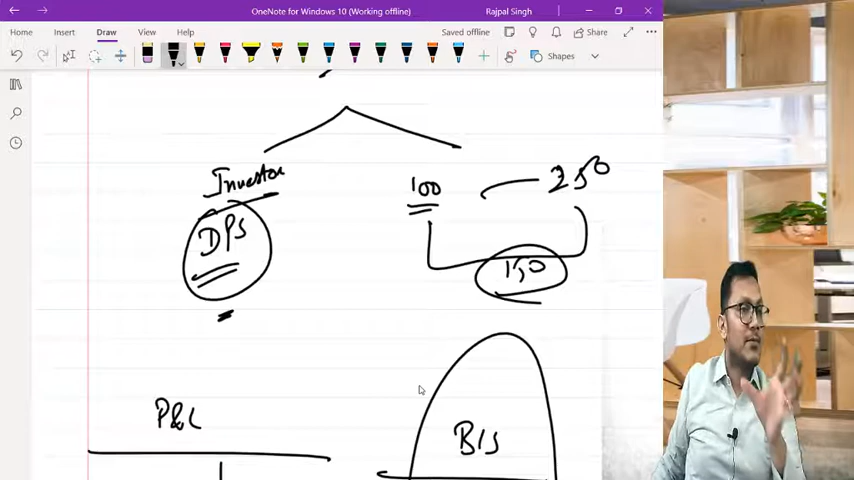 OneNote for Windows 10 (Working offline)
Rajpal Singh
Home Insert Draw View Help
Saved offline
Share
Shapes
Investor
100 250
DPS
150
P&L
B/S